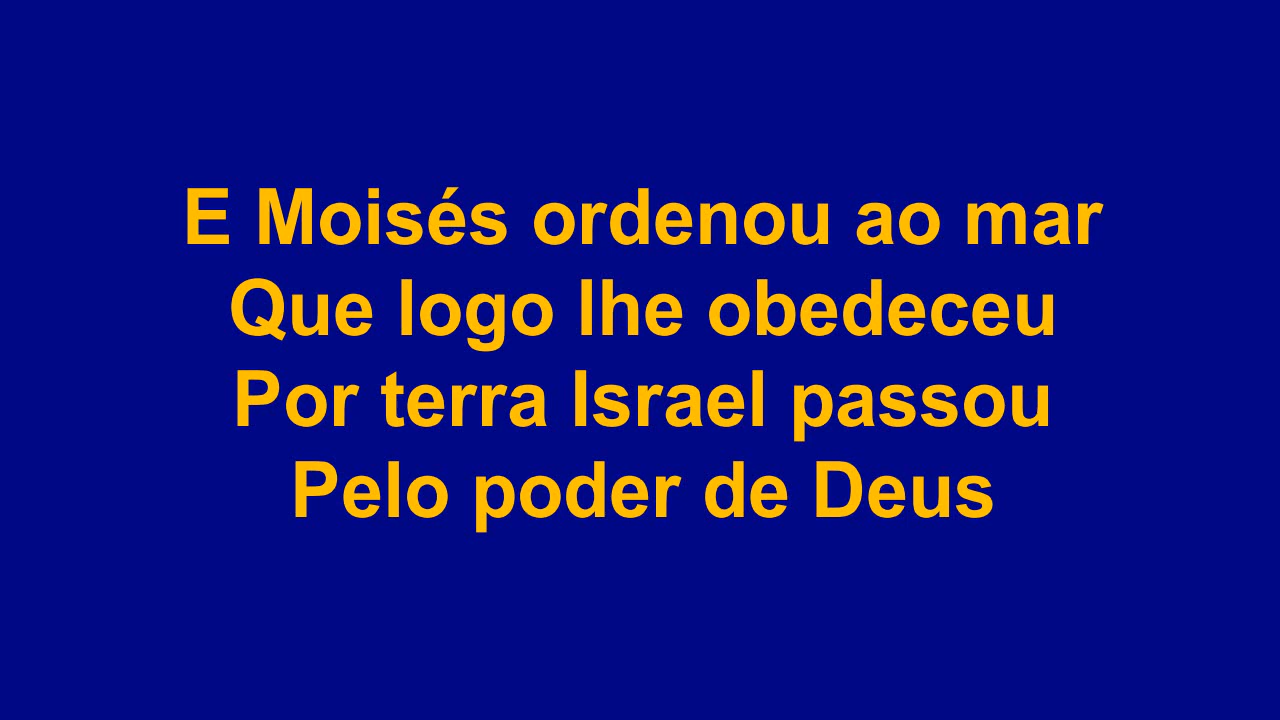 E Moisés ordenou ao mar
Que logo lhe obedeceu
Por terra Israel passou
Pelo poder de Deus